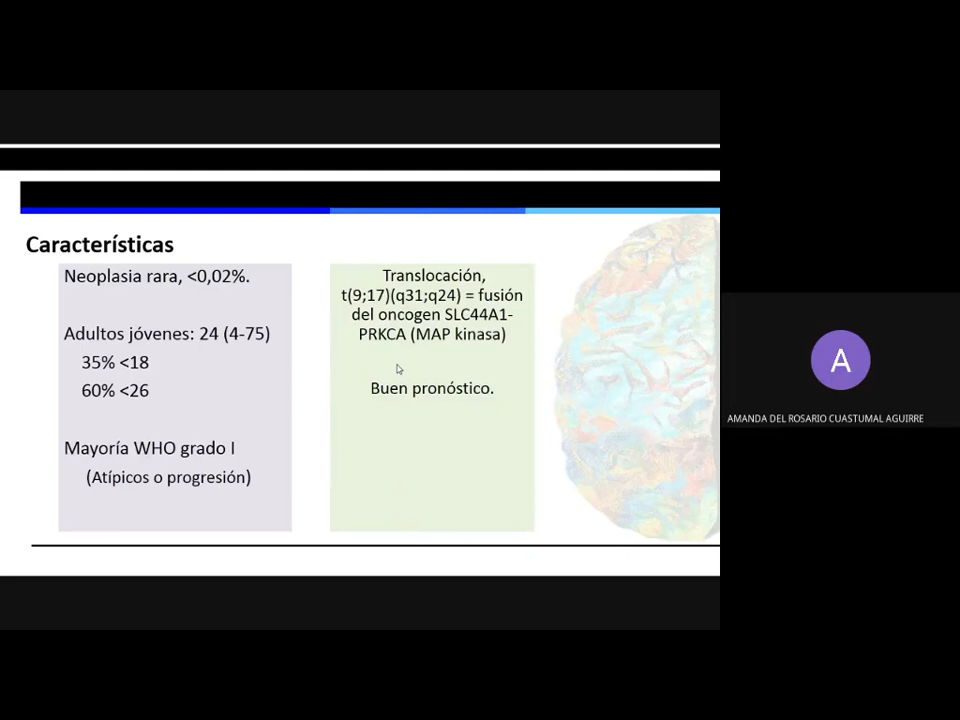 Características
Neoplasia rara, <0,02%.
Adultos jóvenes: 24 (4-75)
35% <18
60% <26
Mayoría WHO grado I
(Atípicos o progresión)
Translocación,
t(9;17)(q31;q24) = fusión
del oncogen SLC44A1-
PRKCA (MAP kinasa)
Buen pronóstico.
A
AMANDA DEL ROSARIO CUASTUMAL AGUIRRE